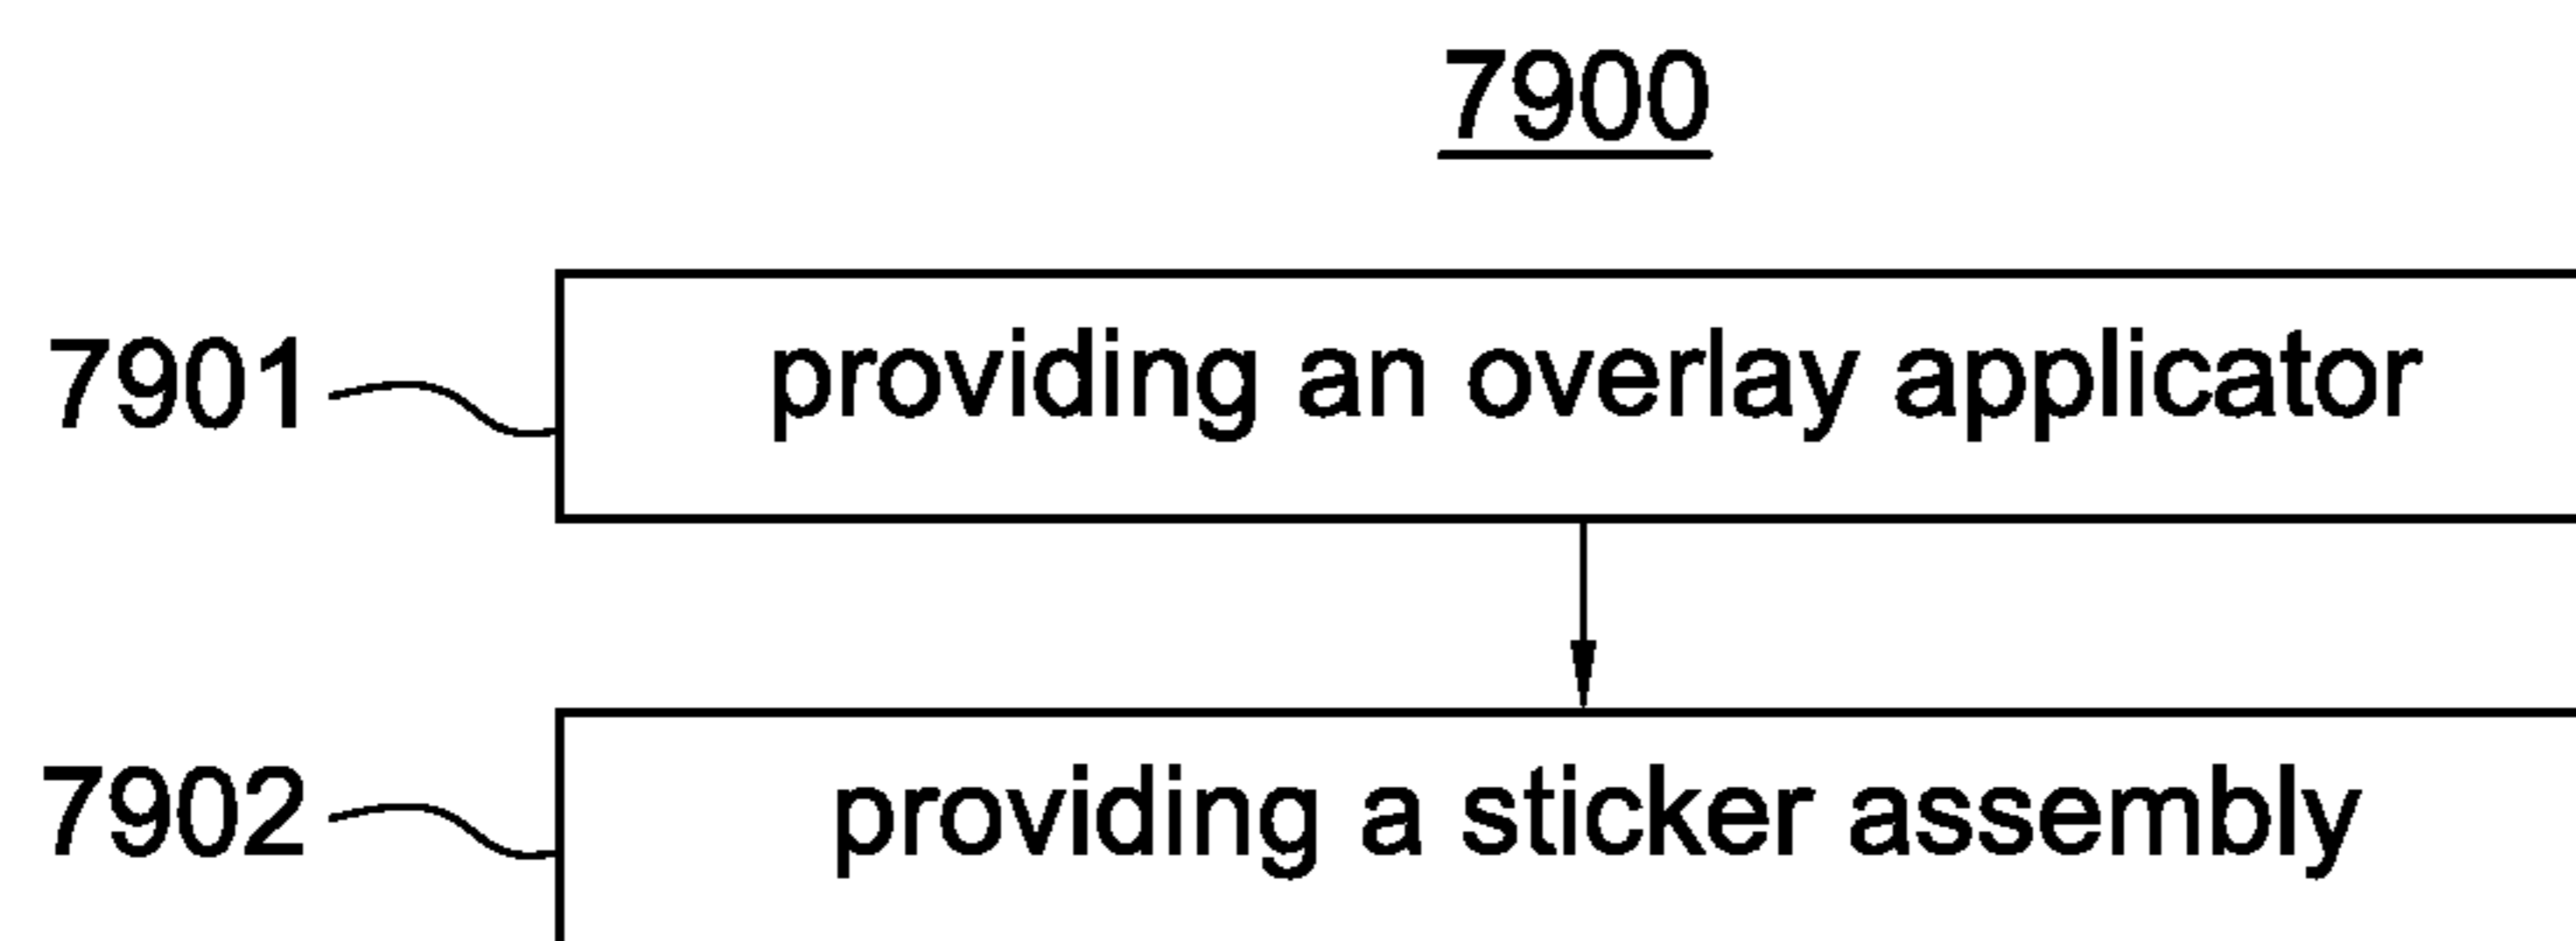 7900
7901 providing an overlay applicator
7902 providing a sticker assembly